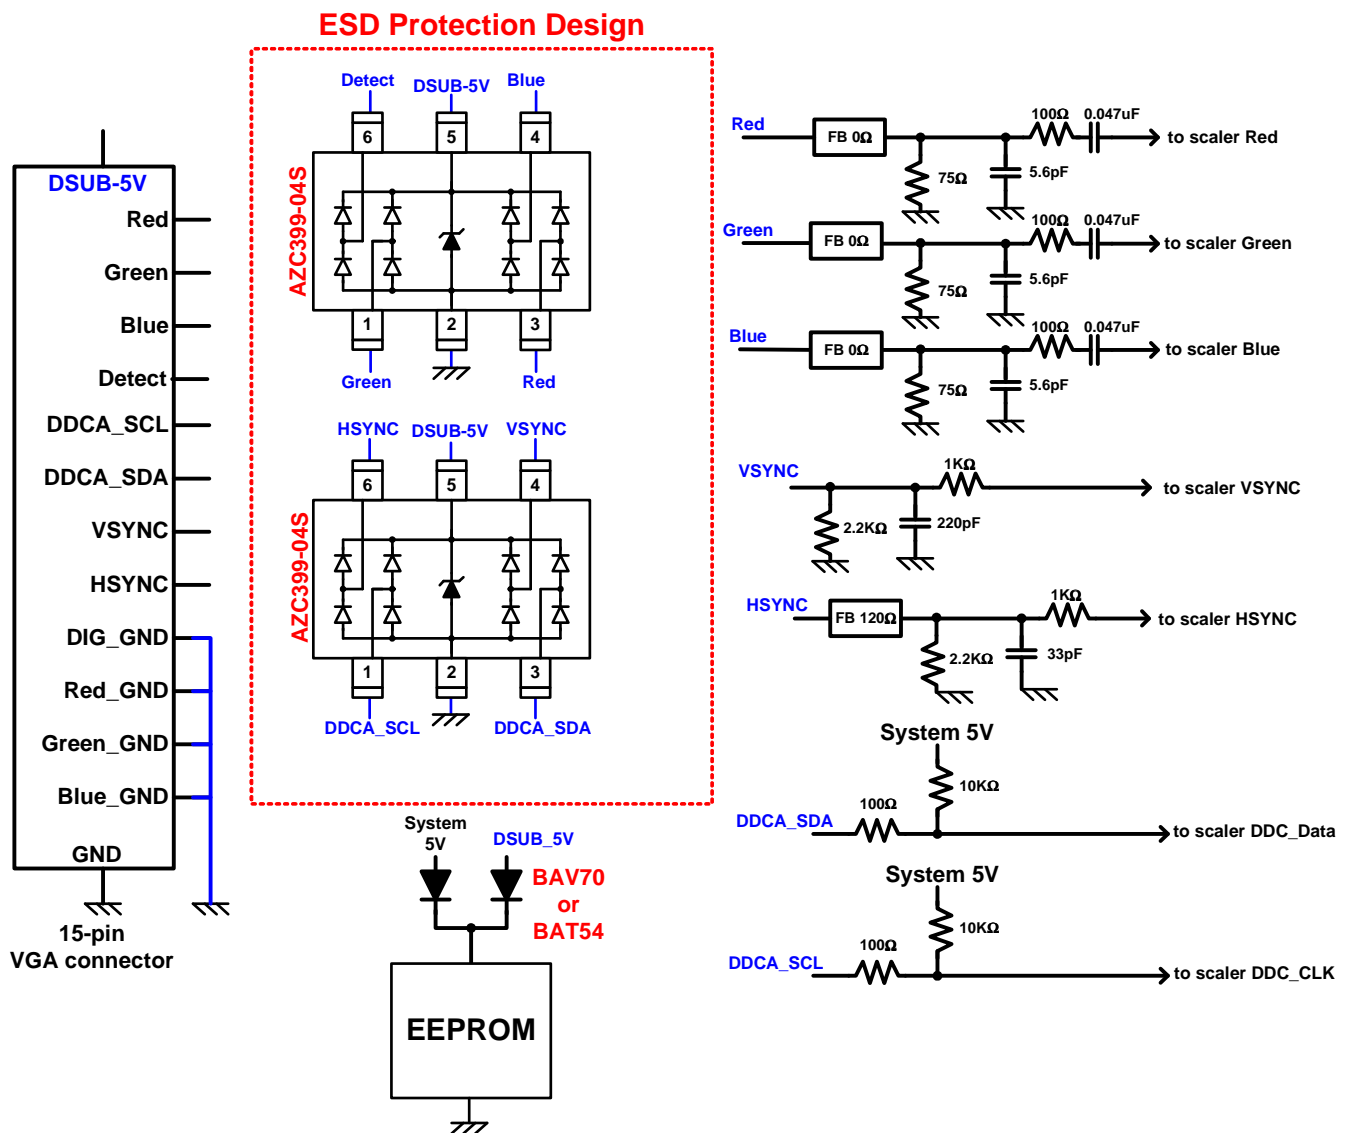 ESD Protection Design
DSUB-5V
Red
Green
Blue
Detect
DDCA_SCL
DDCA_SDA
VSYNC
HSYNC
DIG_GND
Red_GND
Green_GND
Blue_GND
GND
15-pin
VGA connector
Detect DSUB-5V Blue
6 5 4
AZC399-04S
1 2 3
Green Red
HSYNC DSUB-5V VSYNC
6 5 4
AZC399-04S
1 2 3
DDCA_SCL DDCA_SDA
System
5V
DSUB_5V
BAV70
or
BAT54
EEPROM
Red FB 0Ω 100Ω 0.047uF to scaler Red
75Ω 5.6pF
Green FB 0Ω 100Ω 0.047uF to scaler Green
75Ω 5.6pF
Blue FB 0Ω 100Ω 0.047uF to scaler Blue
75Ω 5.6pF
VSYNC 1KΩ to scaler VSYNC
2.2KΩ 220pF
HSYNC FB 120Ω 1KΩ to scaler HSYNC
2.2KΩ 33pF
System 5V
10KΩ
DDCA_SDA 100Ω to scaler DDC_Data
System 5V
10KΩ
DDCA_SCL 100Ω to scaler DDC_CLK